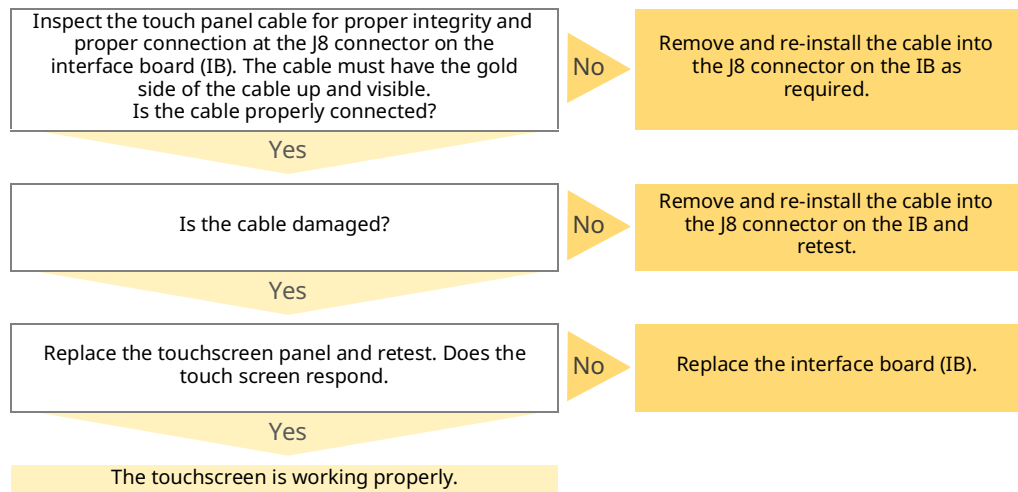 Inspect the touch panel cable for proper integrity and
proper connection at the J8 connector on the
interface board (IB). The cable must have the gold
side of the cable up and visible.
Is the cable properly connected?
No
Remove and re-install the cable into
the J8 connector on the IB as
required.
Yes
Is the cable damaged?
No
Remove and re-install the cable into
the J8 connector on the IB and
retest.
Yes
Replace the touchscreen panel and retest. Does the
touch screen respond.
No
Replace the interface board (IB).
Yes
The touchscreen is working properly.